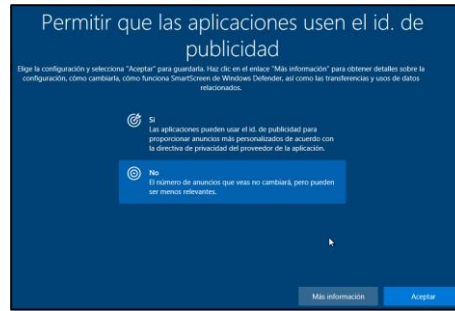 Permitir que las aplicaciones usen el id. de
publicidad
Elige la configuración y selecciona "Aceptar" para guardarla. Haz clic en el enlace "Más información" para obtener detalles sobre la
configuración, cómo cambiarla, cómo funciona SmartScreen de Windows Defender, así como las transferencias y usos de datos
relacionados.
Sí
Las aplicaciones pueden usar el id. de publicidad para
proporcionar anuncios más personalizados de acuerdo con
la directiva de privacidad del proveedor de la aplicación.
No
El número de anuncios que veas no cambiará, pero pueden
ser menos relevantes.
Más información
Aceptar